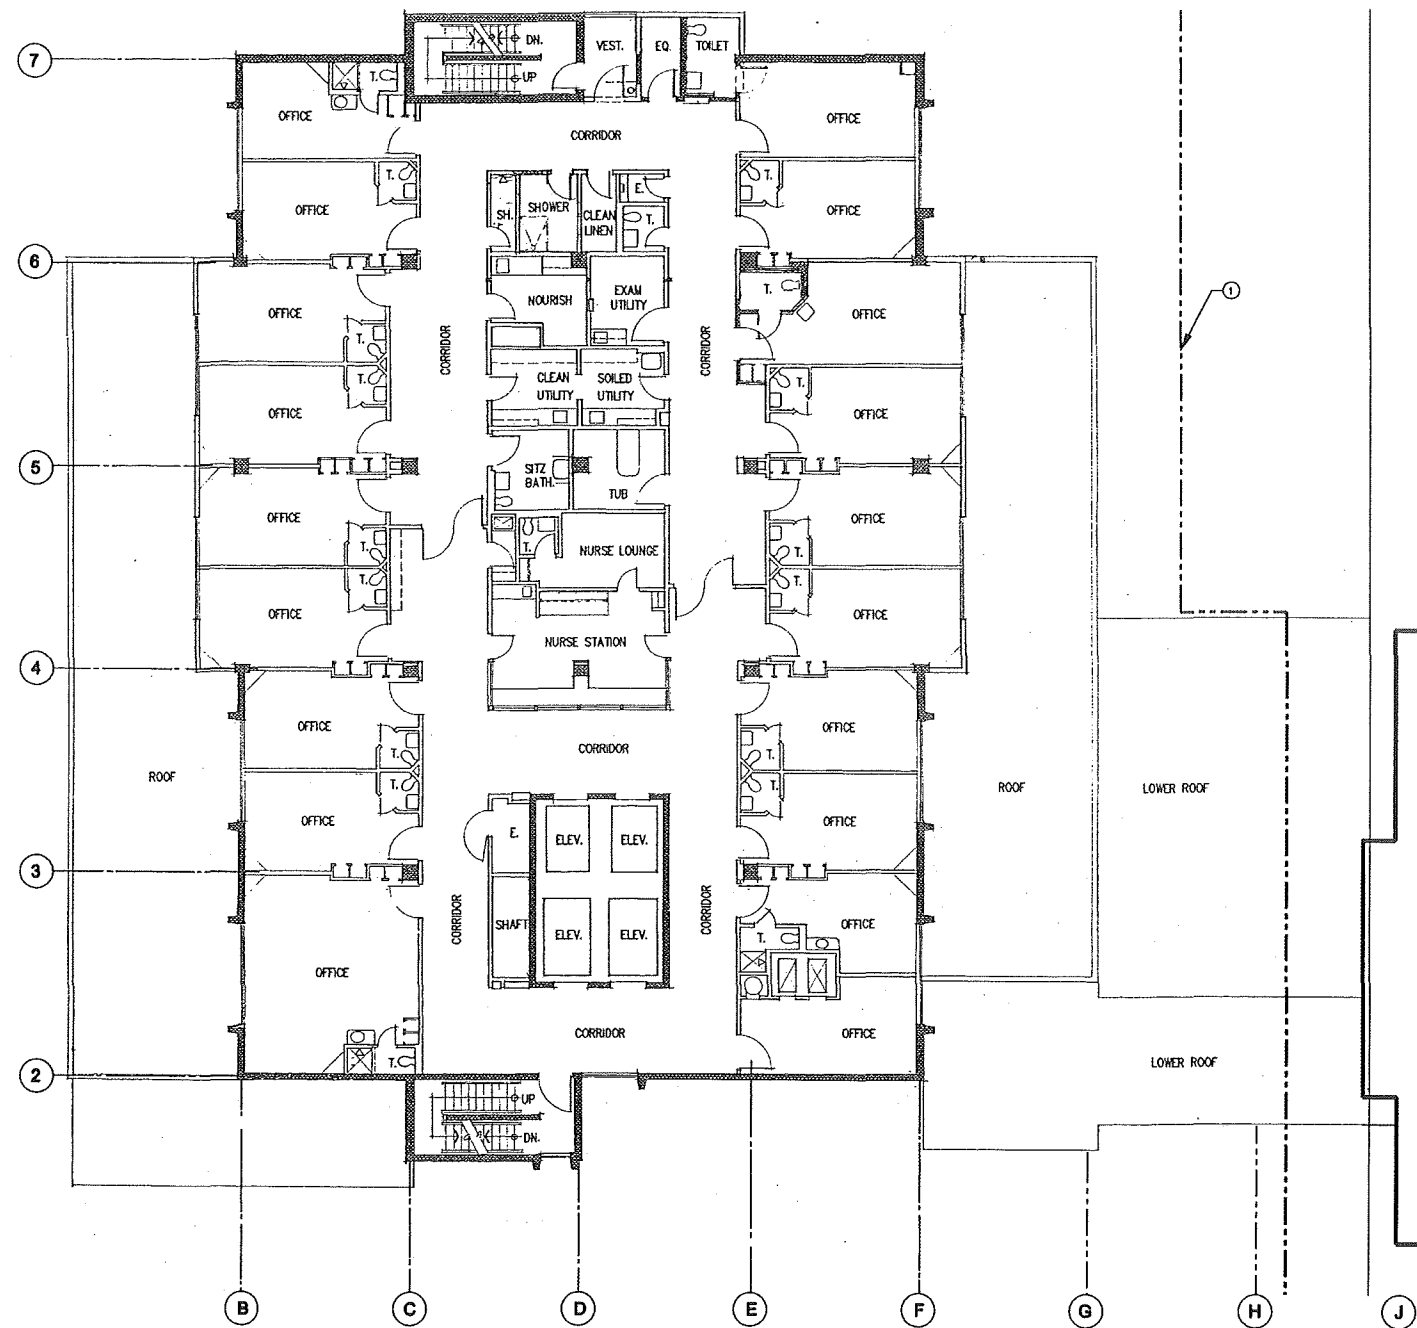 7
DN.
UP
VEST.
EQ.
TOILET
T.
OFFICE
OFFICE
CORRIDOR
T.
OFFICE
SH.
SHOWER
CLEAN
LINEN
E.
T.
T.
OFFICE
6
OFFICE
NOURISH
EXAM
UTILITY
T.
OFFICE
1
T.
CORRIDOR
CORRIDOR
T.
OFFICE
CLEAN
UTILITY
SOILED
UTILITY
T.
OFFICE
5
OFFICE
SITZ
BATH.
TUB
OFFICE
T.
T.
NURSE LOUNGE
T.
T.
T.
OFFICE
NURSE STATION
OFFICE
4
OFFICE
T.
CORRIDOR
T.
OFFICE
ROOF
T.
T.
ROOF
LOWER ROOF
OFFICE
E.
ELEV.
ELEV.
OFFICE
3
CORRIDOR
SHAFT
ELEV.
ELEV.
CORRIDOR
T.
OFFICE
OFFICE
T.
CORRIDOR
OFFICE
LOWER ROOF
2
UP
DN.
B
C
D
E
F
G
H
J